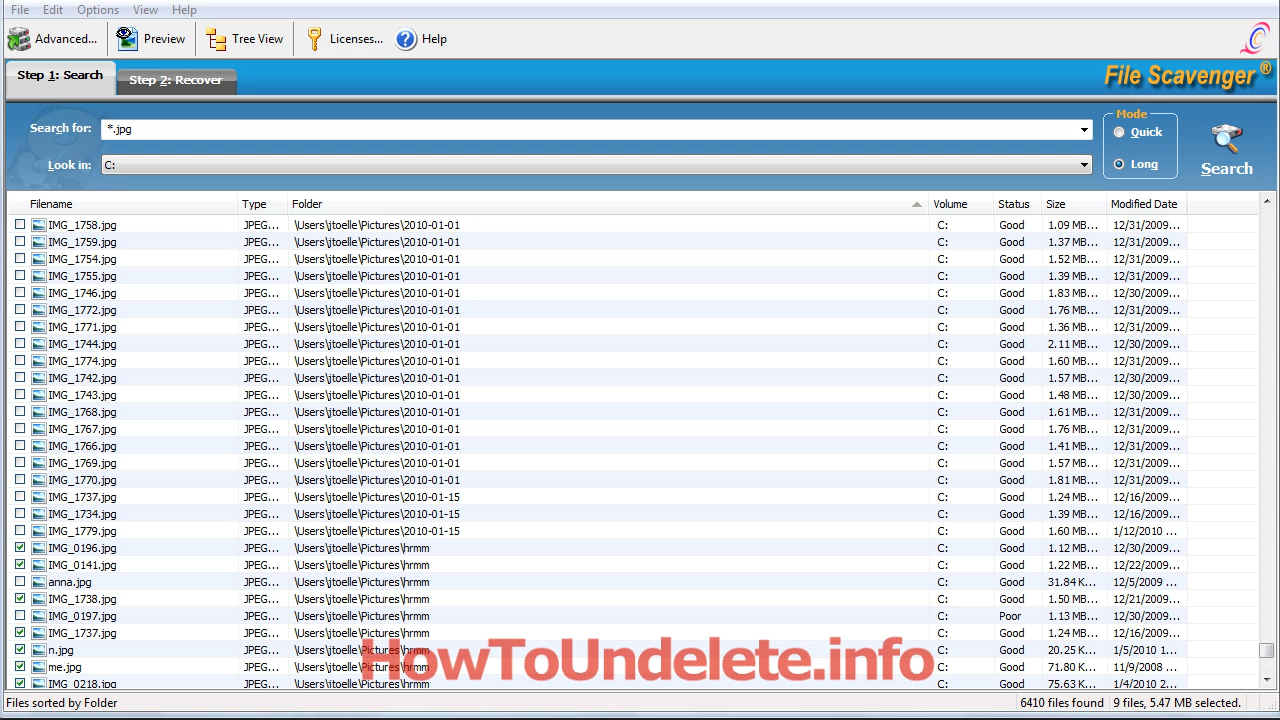 File Edit Options View Help
Advanced... Preview Tree View Licenses... Help
Step 1: Search Step 2: Recover File Scavenger ®
Mode
Search for: *.jpg Quick
Look in: C: Long Search
Filename Type Folder Volume Status Size Modified Date
IMG_1758.jpg JPEG... \Users\jtoelle\Pictures\2010-01-01 C: Good 1.09 MB... 12/31/2009...
IMG_1759.jpg JPEG... \Users\jtoelle\Pictures\2010-01-01 C: Good 1.37 MB... 12/31/2009...
IMG_1754.jpg JPEG... \Users\jtoelle\Pictures\2010-01-01 C: Good 1.52 MB... 12/31/2009...
IMG_1755.jpg JPEG... \Users\jtoelle\Pictures\2010-01-01 C: Good 1.39 MB... 12/31/2009...
IMG_1746.jpg JPEG... \Users\jtoelle\Pictures\2010-01-01 C: Good 1.83 MB... 12/30/2009...
IMG_1772.jpg JPEG... \Users\jtoelle\Pictures\2010-01-01 C: Good 1.76 MB... 12/31/2009...
IMG_1771.jpg JPEG... \Users\jtoelle\Pictures\2010-01-01 C: Good 1.36 MB... 12/31/2009...
IMG_1744.jpg JPEG... \Users\jtoelle\Pictures\2010-01-01 C: Good 2.11 MB... 12/30/2009...
IMG_1774.jpg JPEG... \Users\jtoelle\Pictures\2010-01-01 C: Good 1.60 MB... 12/31/2009...
IMG_1742.jpg JPEG... \Users\jtoelle\Pictures\2010-01-01 C: Good 1.57 MB... 12/30/2009...
IMG_1743.jpg JPEG... \Users\jtoelle\Pictures\2010-01-01 C: Good 1.48 MB... 12/30/2009...
IMG_1768.jpg JPEG... \Users\jtoelle\Pictures\2010-01-01 C: Good 1.61 MB... 12/31/2009...
IMG_1767.jpg JPEG... \Users\jtoelle\Pictures\2010-01-01 C: Good 1.76 MB... 12/31/2009...
IMG_1766.jpg JPEG... \Users\jtoelle\Pictures\2010-01-01 C: Good 1.41 MB... 12/31/2009...
IMG_1769.jpg JPEG... \Users\jtoelle\Pictures\2010-01-01 C: Good 1.57 MB... 12/31/2009...
IMG_1770.jpg JPEG... \Users\jtoelle\Pictures\2010-01-01 C: Good 1.81 MB... 12/31/2009...
IMG_1737.jpg JPEG... \Users\jtoelle\Pictures\2010-01-15 C: Good 1.24 MB... 12/16/2009...
IMG_1734.jpg JPEG... \Users\jtoelle\Pictures\2010-01-15 C: Good 1.39 MB... 12/16/2009...
IMG_1779.jpg JPEG... \Users\jtoelle\Pictures\2010-01-15 C: Good 1.60 MB... 1/12/2010 ...
IMG_0196.jpg JPEG... \Users\jtoelle\Pictures\hrmm C: Good 1.12 MB... 12/30/2009...
IMG_0141.jpg JPEG... \Users\jtoelle\Pictures\hrmm C: Good 1.22 MB... 12/22/2009...
anna.jpg JPEG... \Users\jtoelle\Pictures\hrmm C: Good 31.84 K... 12/5/2009 ...
IMG_1738.jpg JPEG... \Users\jtoelle\Pictures\hrmm C: Good 1.50 MB... 12/21/2009...
IMG_0197.jpg JPEG... \Users\jtoelle\Pictures\hrmm C: Poor 1.13 MB... 12/30/2009...
IMG_1737.jpg JPEG... \Users\jtoelle\Pictures\hrmm C: Good 1.24 MB... 12/16/2009...
n.jpg JPEG... \Users\jtoelle\Pictures\hrmm C: Good 20.25 K... 1/5/2010 1...
me.jpg JPEG... \Users\jtoelle\Pictures\hrmm C: Good 71.80 K... 11/9/2008 ...
IMG_0218.jpg JPEG... \Users\jtoelle\Pictures\hrmm C: Good 75.63 K... 1/4/2010 2...
HowToUndelete.info
Files sorted by Folder 6410 files found 9 files, 5.47 MB selected.